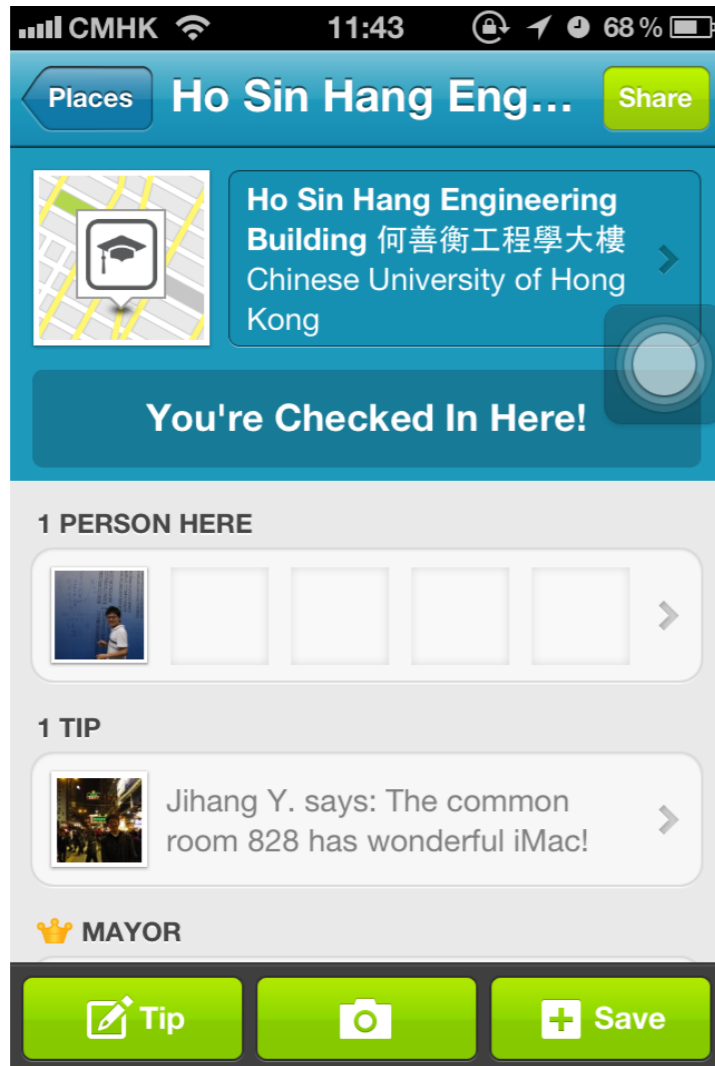 CMHK 11:43 68%
Places Ho Sin Hang Eng... Share
Ho Sin Hang Engineering
Building 何善衡工程學大樓
Chinese University of Hong
Kong
You're Checked In Here!
1 PERSON HERE
1 TIP
Jihang Y. says: The common
room 828 has wonderful iMac!
MAYOR
Tip Save